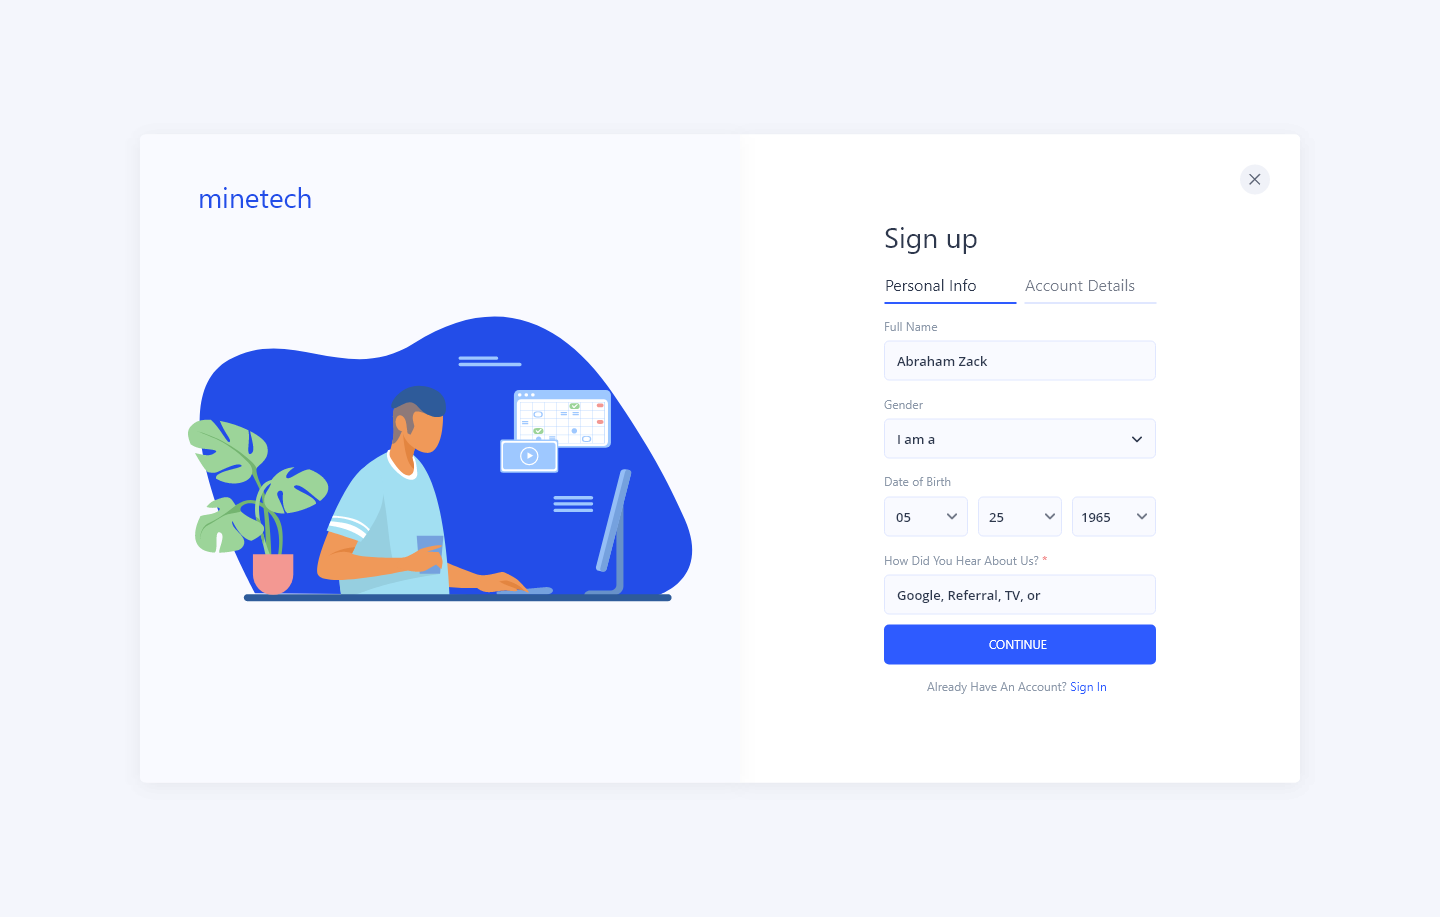 minetech
Sign up
Personal Info
Account Details
Full Name
Abraham Zack
Gender
I am a
Date of Birth
05
25
1965
How Did You Hear About Us? *
Google, Referral, TV, or
CONTINUE
Already Have An Account? Sign In